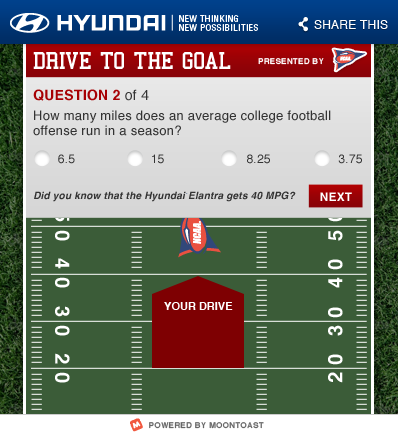 HYUNDAI
NEW THINKING
NEW POSSIBILITIES
SHARE THIS
DRIVE TO THE GOAL
PRESENTED BY
NCAA
QUESTION 2 of 4
How many miles does an average college football
offense run in a season?
6.5 15 8.25 3.75
Did you know that the Hyundai Elantra gets 40 MPG?
NEXT
NCAA
50 50
40 40
YOUR DRIVE
30 30
20 20
POWERED BY MOONTOAST